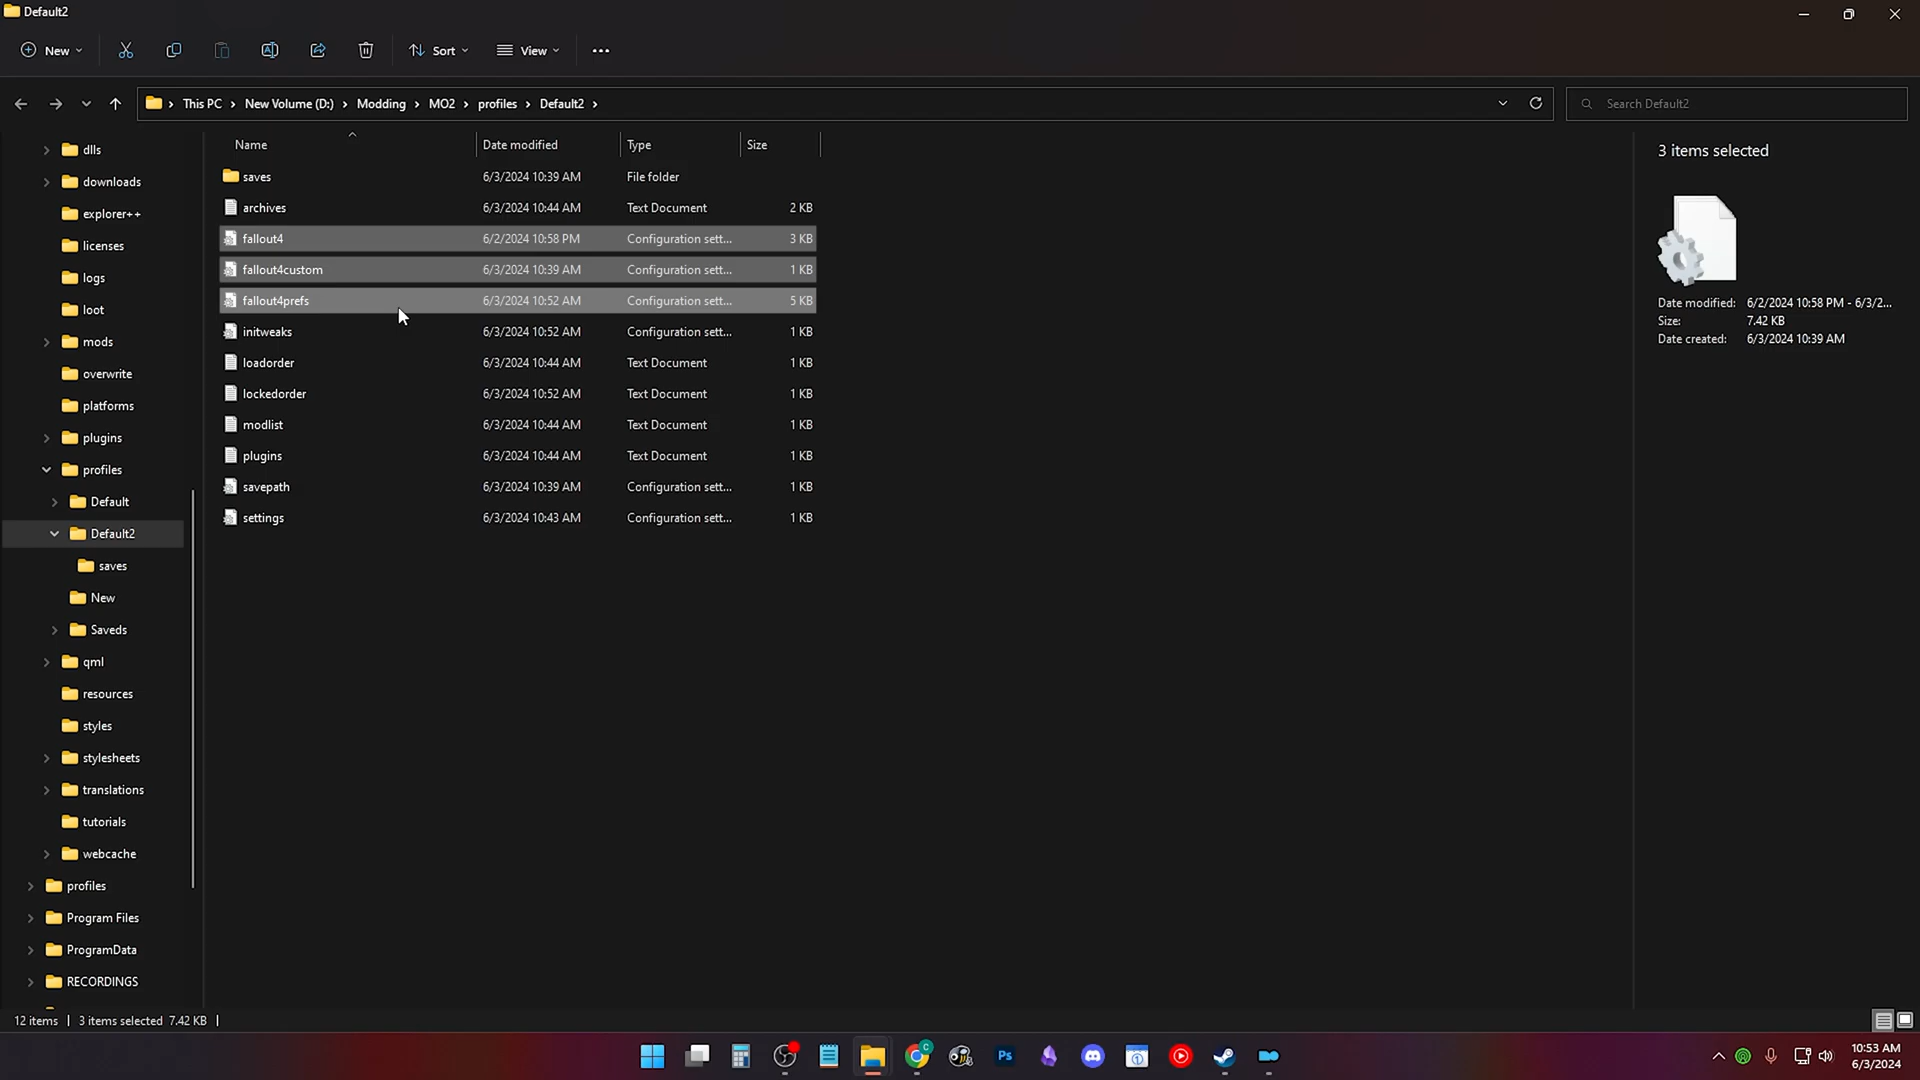 Default2
New Sort View
This PC New Volume (D:) Modding MO2 profiles Default2 Search Default2
Name Date modified Type Size
saves 6/3/2024 10:39 AM File folder
archives 6/3/2024 10:44 AM Text Document 2 KB
fallout4 6/2/2024 10:58 PM Configuration sett... 3 KB
fallout4custom 6/3/2024 10:39 AM Configuration sett... 1 KB
fallout4prefs 6/3/2024 10:52 AM Configuration sett... 5 KB
initweaks 6/3/2024 10:52 AM Configuration sett... 1 KB
loadorder 6/3/2024 10:44 AM Text Document 1 KB
lockedorder 6/3/2024 10:52 AM Text Document 1 KB
modlist 6/3/2024 10:44 AM Text Document 1 KB
plugins 6/3/2024 10:44 AM Text Document 1 KB
savepath 6/3/2024 10:39 AM Configuration sett... 1 KB
settings 6/3/2024 10:43 AM Configuration sett... 1 KB
dlls
downloads
explorer++
licenses
logs
loot
mods
overwrite
platforms
plugins
profiles
Default
Default2
saves
New
Saveds
qml
resources
styles
stylesheets
translations
tutorials
webcache
profiles
Program Files
ProgramData
RECORDINGS
3 items selected
Date modified: 6/2/2024 10:58 PM - 6/3/2...
Size: 7.42 KB
Date created: 6/3/2024 10:39 AM
12 items 3 items selected 7.42 KB
C
Ps
1
10:53 AM
6/3/2024